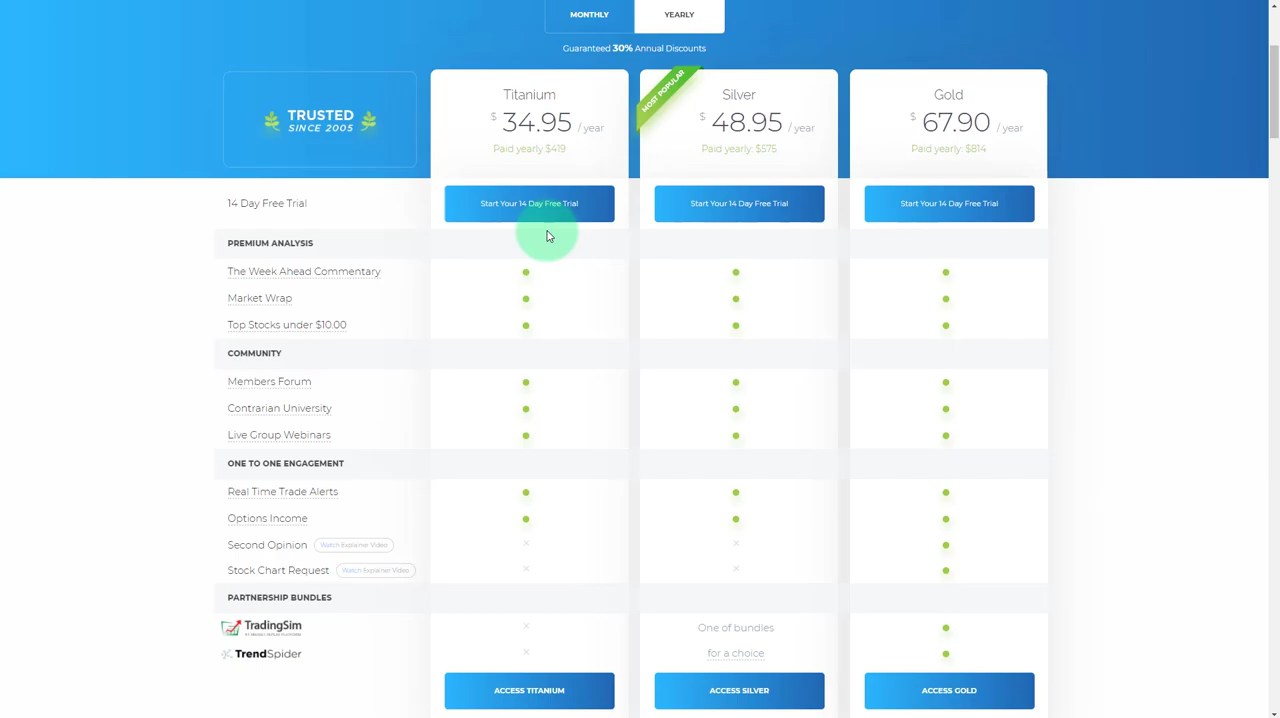 MONTHLY
YEARLY
Guaranteed 30% Annual Discounts
TRUSTED
SINCE 2005
Titanium
$ 34.95 / year
Paid yearly $419
MOST POPULAR
Silver
$ 48.95 / year
Paid yearly: $575
Gold
$ 67.90 / year
Paid yearly: $814
14 Day Free Trial
Start Your 14 Day Free Trial
Start Your 14 Day Free Trial
Start Your 14 Day Free Trial
PREMIUM ANALYSIS
The Week Ahead Commentary
Market Wrap
Top Stocks under $10.00
COMMUNITY
Members Forum
Contrarian University
Live Group Webinars
ONE TO ONE ENGAGEMENT
Real Time Trade Alerts
Options Income
Second Opinion Watch Explainer Video
Stock Chart Request Watch Explainer Video
PARTNERSHIP BUNDLES
TradingSim
One of bundles
TrendSpider
for a choice
ACCESS TITANIUM
ACCESS SILVER
ACCESS GOLD